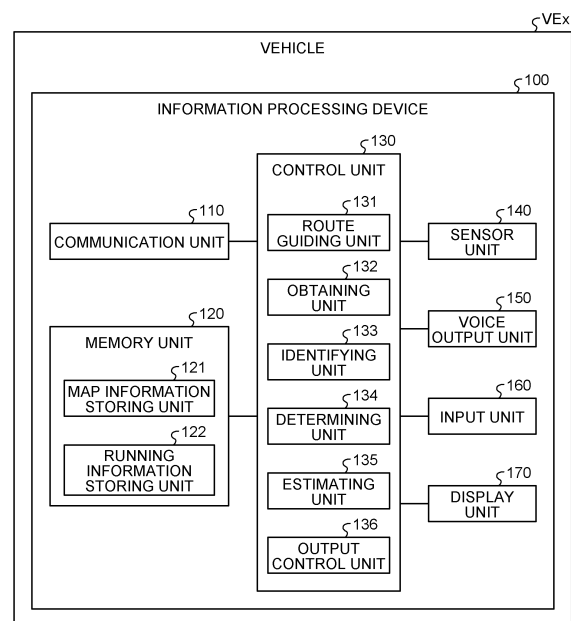 VEx
VEHICLE
100
INFORMATION PROCESSING DEVICE
130
CONTROL UNIT
110
COMMUNICATION UNIT
131
ROUTE
GUIDING UNIT
140
SENSOR
UNIT
132
OBTAINING
UNIT
150
VOICE
OUTPUT UNIT
120
MEMORY UNIT
133
IDENTIFYING
UNIT
121
MAP INFORMATION
STORING UNIT
134
DETERMINING
UNIT
160
INPUT UNIT
122
RUNNING
INFORMATION
STORING UNIT
135
ESTIMATING
UNIT
170
DISPLAY
UNIT
136
OUTPUT
CONTROL UNIT